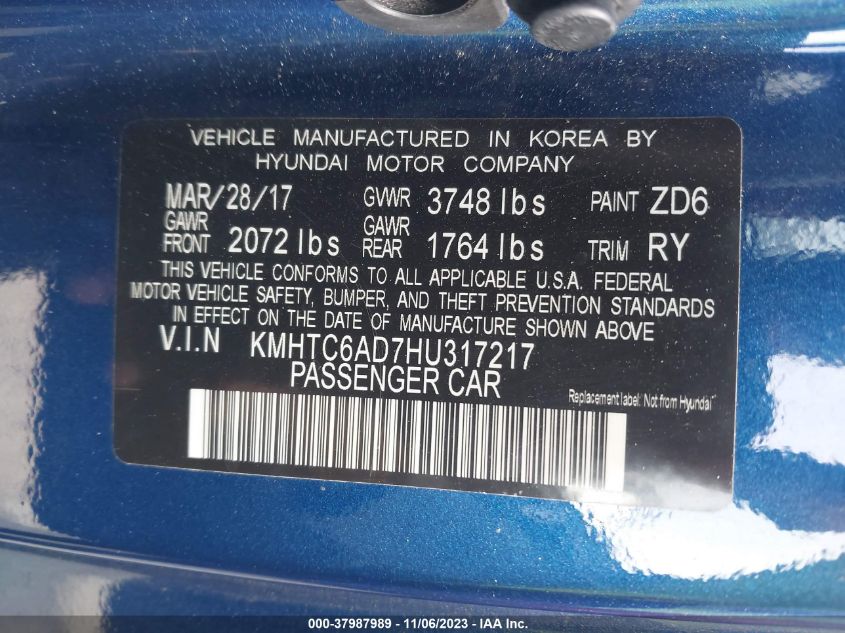 VEHICLE MANUFACTURED IN KOREA BY
HYUNDAI MOTOR COMPANY
MAR/28/17 GVWR 3748 lbs PAINT ZD6
GAWR FRONT 2072 lbs GAWR REAR 1764 lbs TRIM RY
THIS VEHICLE CONFORMS TO ALL APPLICABLE U.S.A. FEDERAL
MOTOR VEHICLE SAFETY, BUMPER, AND THEFT PREVENTION STANDARDS
IN EFFECT ON THE DATE OF MANUFACTURE SHOWN ABOVE
V.I.N KMHTC6AD7HU317217
PASSENGER CAR
Replacement label: Not from Hyundai
000-37987989 — 11/06/2023 — IAA Inc.